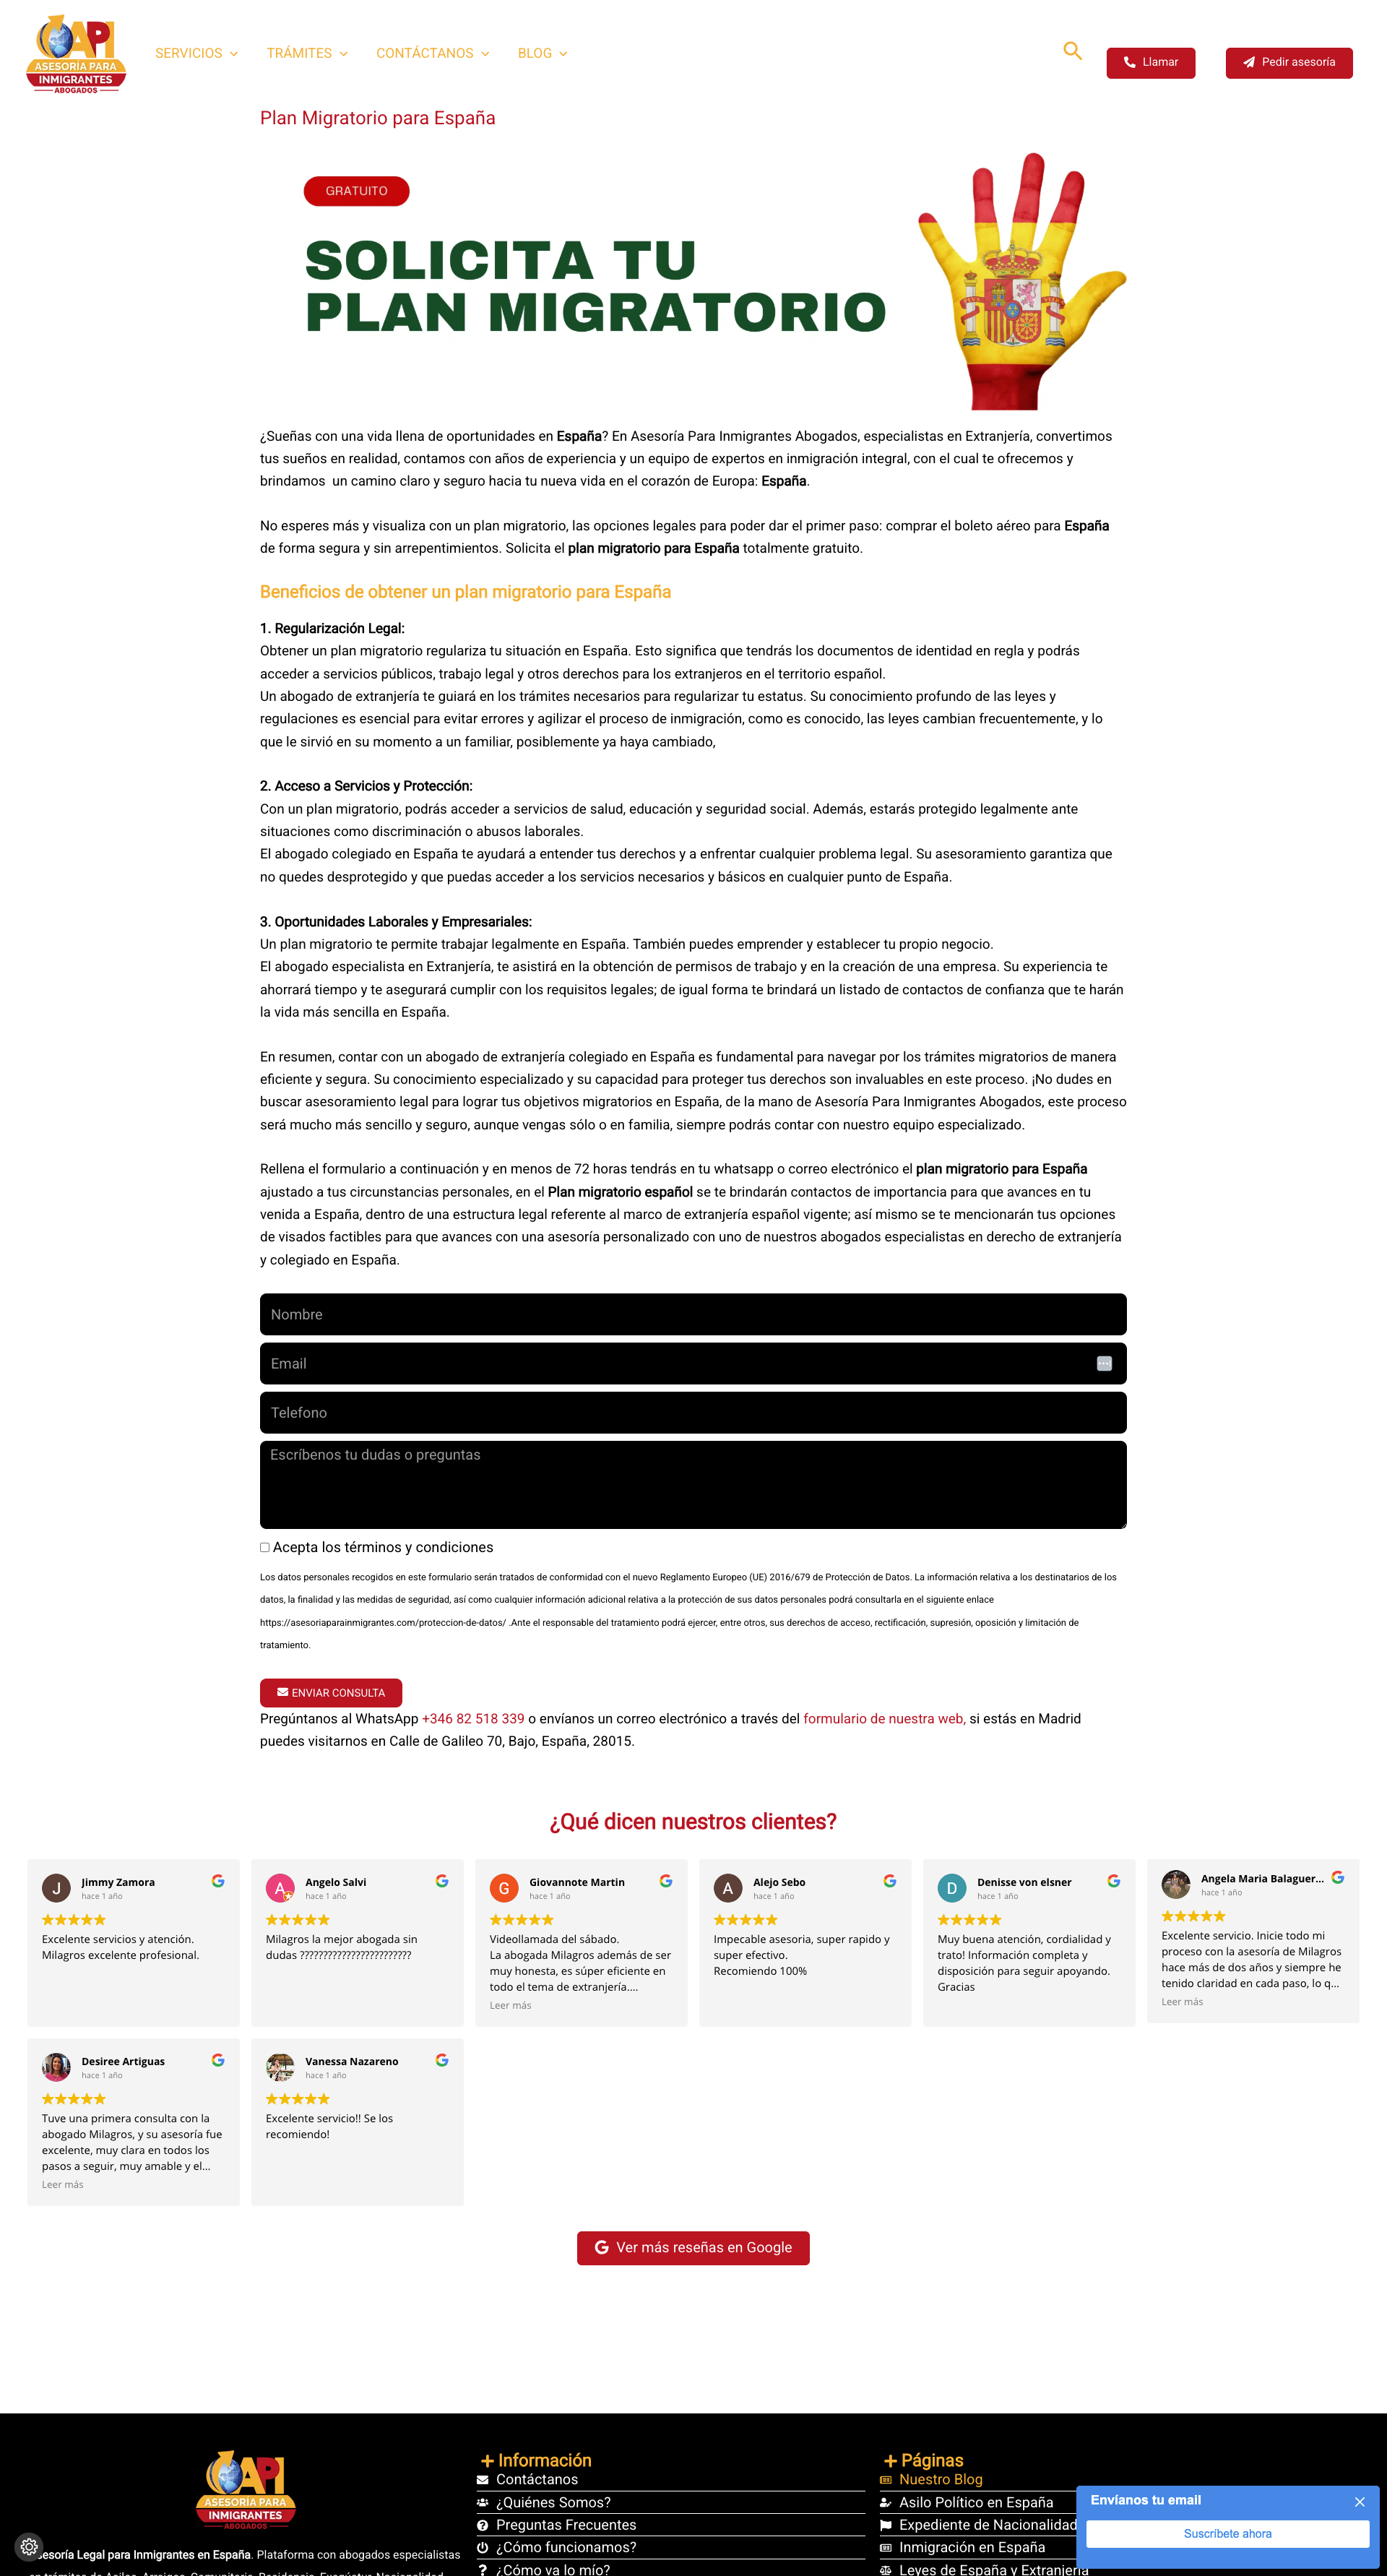 API
ASESORÍA PARA
INMIGRANTES
ABOGADOS
SERVICIOS
TRÁMITES
CONTÁCTANOS
BLOG
Llamar
Pedir asesoría
Plan Migratorio para España
GRATUITO
SOLICITA TU
PLAN MIGRATORIO
¿Sueñas con una vida llena de oportunidades en España? En Asesoría Para Inmigrantes Abogados, especialistas en Extranjería, convertimos
tus sueños en realidad, contamos con años de experiencia y un equipo de expertos en inmigración integral, con el cual te ofrecemos y
brindamos  un camino claro y seguro hacia tu nueva vida en el corazón de Europa: España.
No esperes más y visualiza con un plan migratorio, las opciones legales para poder dar el primer paso: comprar el boleto aéreo para España
de forma segura y sin arrepentimientos. Solicita el plan migratorio para España totalmente gratuito.
Beneficios de obtener un plan migratorio para España
1. Regularización Legal:
Obtener un plan migratorio regulariza tu situación en España. Esto significa que tendrás los documentos de identidad en regla y podrás
acceder a servicios públicos, trabajo legal y otros derechos para los extranjeros en el territorio español.
Un abogado de extranjería te guiará en los trámites necesarios para regularizar tu estatus. Su conocimiento profundo de las leyes y
regulaciones es esencial para evitar errores y agilizar el proceso de inmigración, como es conocido, las leyes cambian frecuentemente, y lo
que le sirvió en su momento a un familiar, posiblemente ya haya cambiado,
2. Acceso a Servicios y Protección:
Con un plan migratorio, podrás acceder a servicios de salud, educación y seguridad social. Además, estarás protegido legalmente ante
situaciones como discriminación o abusos laborales.
El abogado colegiado en España te ayudará a entender tus derechos y a enfrentar cualquier problema legal. Su asesoramiento garantiza que
no quedes desprotegido y que puedas acceder a los servicios necesarios y básicos en cualquier punto de España.
3. Oportunidades Laborales y Empresariales:
Un plan migratorio te permite trabajar legalmente en España. También puedes emprender y establecer tu propio negocio.
El abogado especialista en Extranjería, te asistirá en la obtención de permisos de trabajo y en la creación de una empresa. Su experiencia te
ahorrará tiempo y te asegurará cumplir con los requisitos legales; de igual forma te brindará un listado de contactos de confianza que te harán
la vida más sencilla en España.
En resumen, contar con un abogado de extranjería colegiado en España es fundamental para navegar por los trámites migratorios de manera
eficiente y segura. Su conocimiento especializado y su capacidad para proteger tus derechos son invaluables en este proceso. ¡No dudes en
buscar asesoramiento legal para lograr tus objetivos migratorios en España, de la mano de Asesoría Para Inmigrantes Abogados, este proceso
será mucho más sencillo y seguro, aunque vengas sólo o en familia, siempre podrás contar con nuestro equipo especializado.
Rellena el formulario a continuación y en menos de 72 horas tendrás en tu whatsapp o correo electrónico el plan migratorio para España
ajustado a tus circunstancias personales, en el Plan migratorio español se te brindarán contactos de importancia para que avances en tu
venida a España, dentro de una estructura legal referente al marco de extranjería español vigente; así mismo se te mencionarán tus opciones
de visados factibles para que avances con una asesoría personalizado con uno de nuestros abogados especialistas en derecho de extranjería
y colegiado en España.
Nombre
Email
Telefono
Escríbenos tu dudas o preguntas
Acepta los términos y condiciones
Los datos personales recogidos en este formulario serán tratados de conformidad con el nuevo Reglamento Europeo (UE) 2016/679 de Protección de Datos. La información relativa a los destinatarios de los
datos, la finalidad y las medidas de seguridad, así como cualquier información adicional relativa a la protección de sus datos personales podrá consultarla en el siguiente enlace
https://asesoriaparainmigrantes.com/proteccion-de-datos/ .Ante el responsable del tratamiento podrá ejercer, entre otros, sus derechos de acceso, rectificación, supresión, oposición y limitación de
tratamiento.
ENVIAR CONSULTA
Pregúntanos al WhatsApp +346 82 518 339 o envíanos un correo electrónico a través del formulario de nuestra web, si estás en Madrid
puedes visitarnos en Calle de Galileo 70, Bajo, España, 28015.
¿Qué dicen nuestros clientes?
J
Jimmy Zamora
hace 1 año
Excelente servicios y atención.
Milagros excelente profesional.
A
Angelo Salvi
hace 1 año
Milagros la mejor abogada sin
dudas ????????????????????????
G
Giovannote Martin
hace 1 año
Videollamada del sábado.
La abogada Milagros además de ser
muy honesta, es súper eficiente en
todo el tema de extranjería....
Leer más
A
Alejo Sebo
hace 1 año
Impecable asesoria, super rapido y
super efectivo.
Recomiendo 100%
D
Denisse von elsner
hace 1 año
Muy buena atención, cordialidad y
trato! Información completa y
disposición para seguir apoyando.
Gracias
Angela Maria Balaguer...
hace 1 año
Excelente servicio. Inicie todo mi
proceso con la asesoría de Milagros
hace más de dos años y siempre he
tenido claridad en cada paso, lo q...
Leer más
Desiree Artiguas
hace 1 año
Tuve una primera consulta con la
abogado Milagros, y su asesoría fue
excelente, muy clara en todos los
pasos a seguir, muy amable y el...
Leer más
Vanessa Nazareno
hace 1 año
Excelente servicio!! Se los
recomiendo!
Ver más reseñas en Google
API
ASESORÍA PARA
INMIGRANTES
ABOGADOS
sesoría Legal para Inmigrantes en España. Plataforma con abogados especialistas
Información
Contáctanos
¿Quiénes Somos?
Preguntas Frecuentes
¿Cómo funcionamos?
¿Cómo va lo mío?
Páginas
Nuestro Blog
Asilo Político en España
Expediente de Nacionalidad
Inmigración en España
Leyes de España y Extranjería
Envíanos tu email
Suscríbete ahora